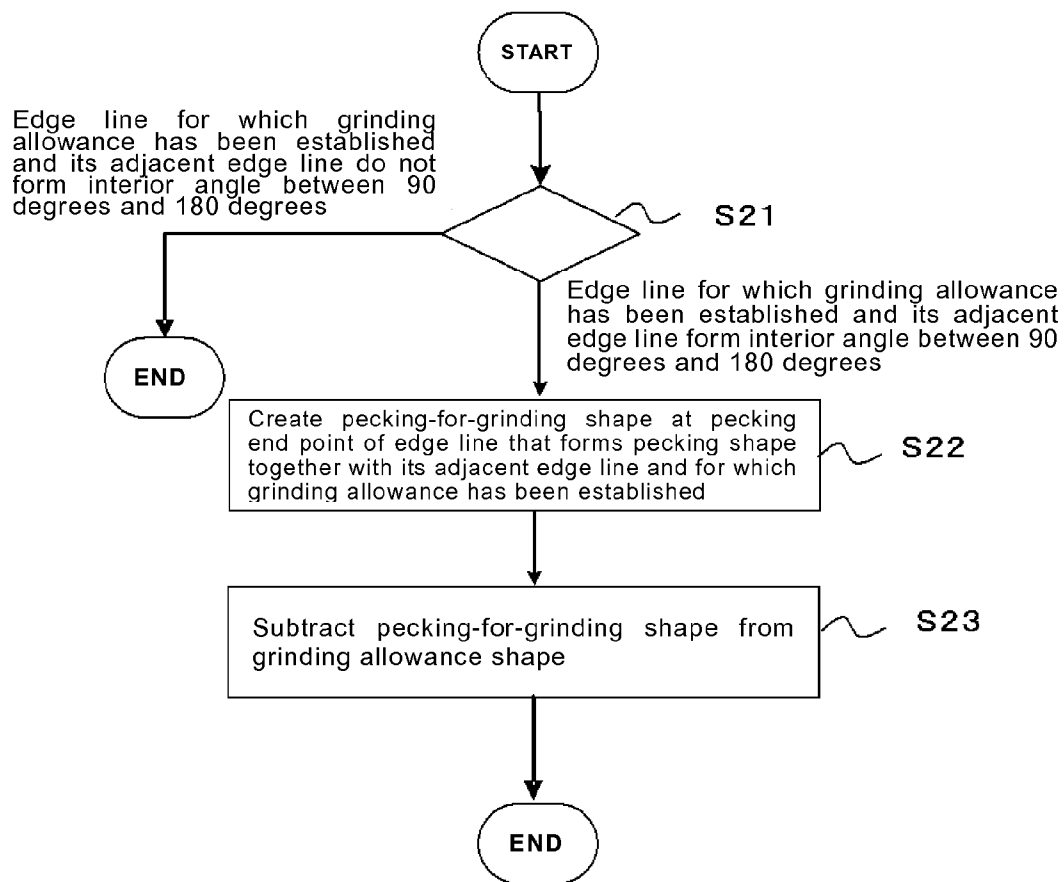 START
Edge line for which grinding
allowance has been established
and its adjacent edge line do not
form interior angle between 90
degrees and 180 degrees
S21
Edge line for which grinding allowance
has been established and its adjacent
edge line form interior angle between 90
degrees and 180 degrees
END
Create pecking-for-grinding shape at pecking
end point of edge line that forms pecking shape
together with its adjacent edge line and for which
grinding allowance has been established
S22
Subtract pecking-for-grinding shape from
grinding allowance shape
S23
END